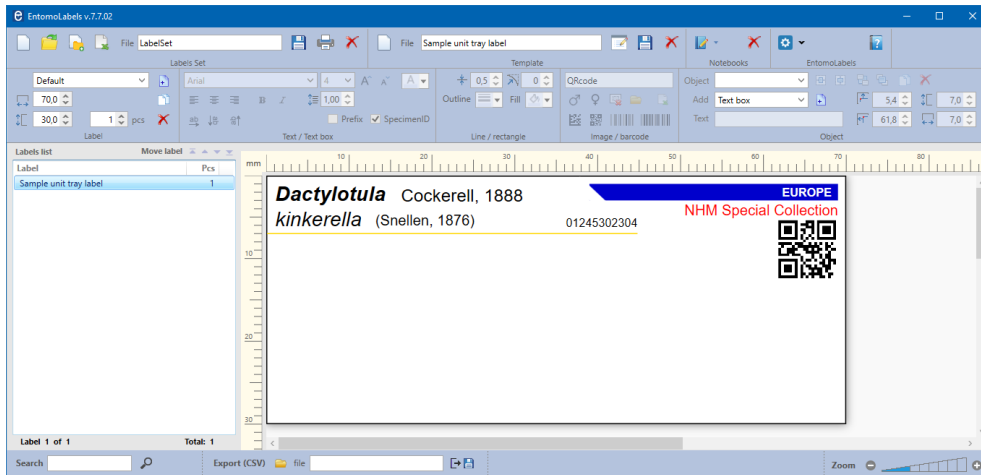 EntomoLabels v.7.7.02
File LabelSet
Labels Set
File Sample unit tray label
Template
Notebooks
EntomoLabels
Default
70,0
30,0 1 pcs
Label
Arial 4 A A A
B I 1,00
Prefix SpecimenID
Text / Text box
0,5 0
Outline Fill
Line / rectangle
QRcode
Image / barcode
Object
Add Text box
Text
5,4 7,0
61,8 7,0
Object
Labels list Move label
Label Pcs
Sample unit tray label 1
Label 1 of 1 Total: 1
mm 10 20 30 40 50 60 70 80
10
20
30
Dactylotula Cockerell, 1888
EUROPE
kinkerella (Snellen, 1876) 01245302304
NHM Special Collection
Search Export (CSV) file Zoom